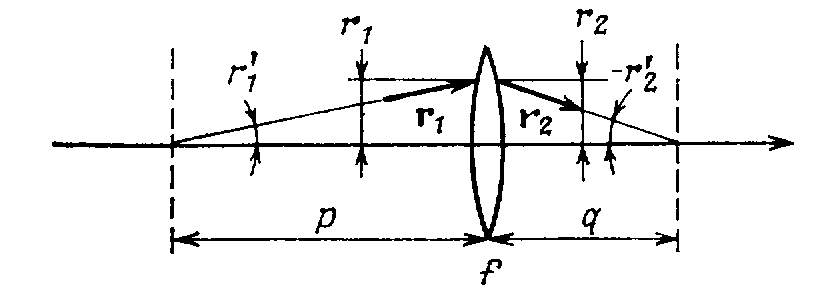 r₁ r₂
r₁′ -r₂′
r₁ r₂
p q
f